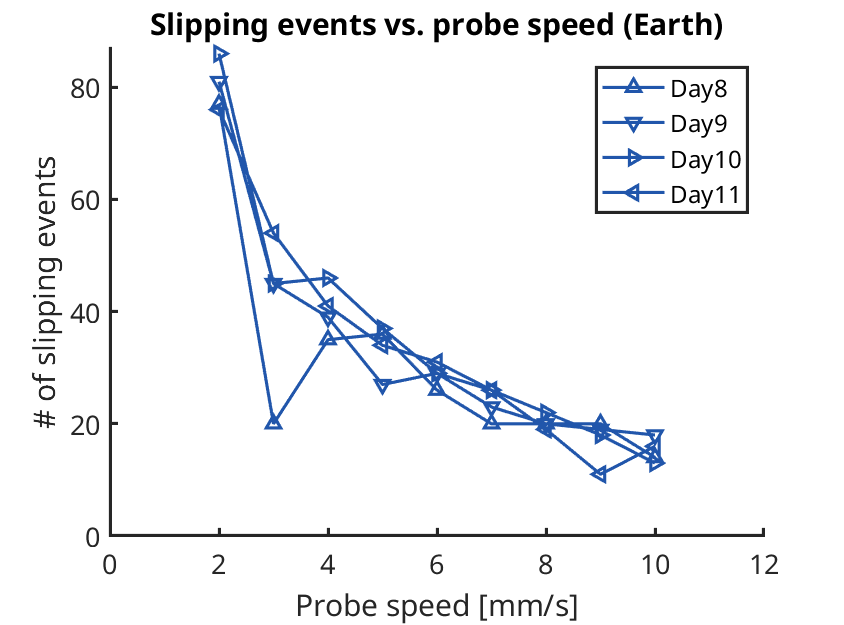 Slipping events vs. probe speed (Earth)
# of slipping events
80
60
40
20
0
0 2 4 6 8 10 12
Probe speed [mm/s]
Day8
Day9
Day10
Day11